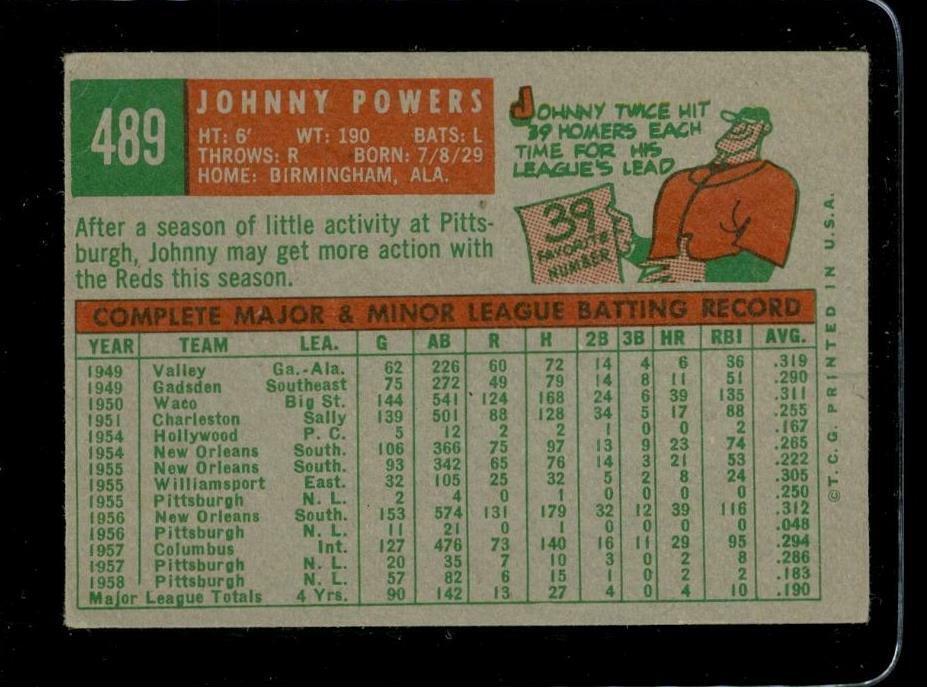 489
JOHNNY POWERS
HT: 6' WT: 190 BATS: L
THROWS: R BORN: 7/8/29
HOME: BIRMINGHAM, ALA.
JOHNNY TWICE HIT
39 HOMERS EACH
TIME FOR HIS
LEAGUE'S LEAD
39
FAVORITE
NUMBER
After a season of little activity at Pitts-
burgh, Johnny may get more action with
the Reds this season.
COMPLETE MAJOR & MINOR LEAGUE BATTING RECORD
YEAR TEAM LEA. G AB R H 2B 3B HR RBI AVG.
1949 Valley Ga.-Ala. 62 226 60 72 14 4 6 36 .319
1949 Gadsden Southeast 75 272 49 79 14 8 11 51 .290
1950 Waco Big St. 144 541 124 168 24 6 39 135 .311
1951 Charleston Sally 139 501 88 128 34 5 17 88 .255
1954 Hollywood P. C. 5 12 2 2 1 0 0 2 .167
1954 New Orleans South. 106 366 75 97 13 9 23 74 .265
1955 New Orleans South. 93 342 65 76 14 3 21 53 .222
1955 Williamsport East. 32 105 25 32 5 2 8 24 .305
1955 Pittsburgh N. L. 2 4 0 1 0 0 0 0 .250
1956 New Orleans South. 153 574 131 179 32 12 39 116 .312
1956 Pittsburgh N. L. 11 21 0 1 0 0 0 0 .048
1957 Columbus Int. 127 476 73 140 16 11 29 95 .294
1957 Pittsburgh N. L. 20 35 7 10 3 0 2 8 .286
1958 Pittsburgh N. L. 57 82 6 15 1 0 2 2 .183
Major League Totals 4 Yrs. 90 142 13 27 4 0 4 10 .190
©T.C.G. PRINTED IN U.S.A.